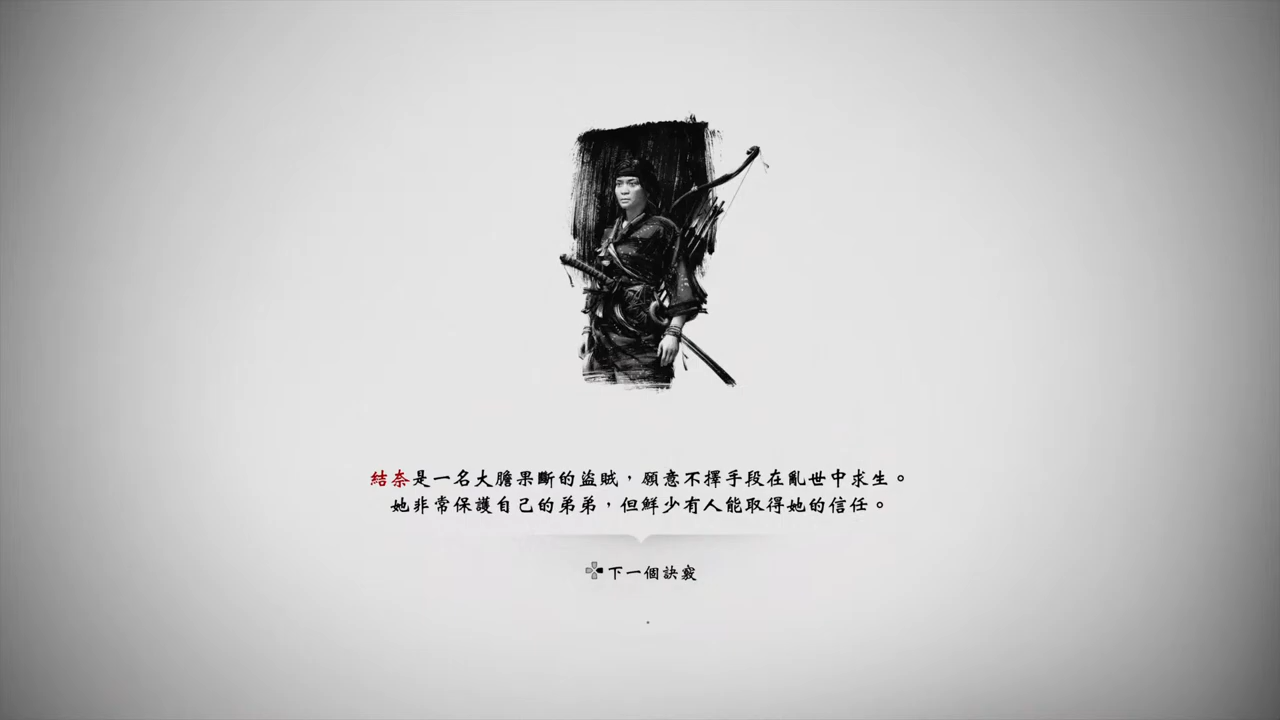 結奈是一名大膽果斷的盜賊，願意不擇手段在亂世中求生。
她非常保護自己的弟弟，但鮮少有人能取得她的信任。
下一個訣竅